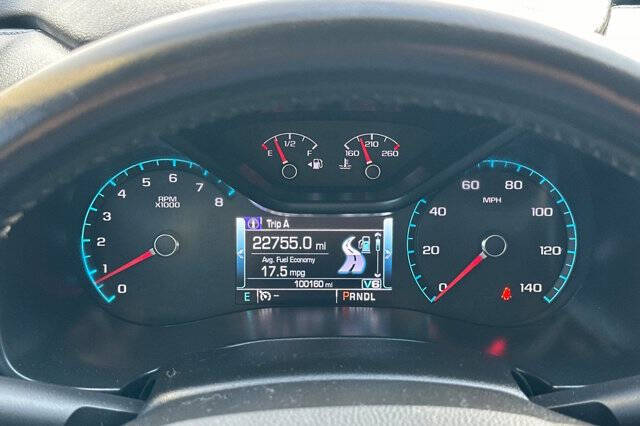 1/2
E F
210
160 260
0 1 2 3 4 5 6 7 8
RPM
X1000
Trip A
22755.0 mi
Avg. Fuel Economy
17.5 mpg
100160 mi V6
E - PRNDL
0 20 40 60 80 100 120 140
MPH